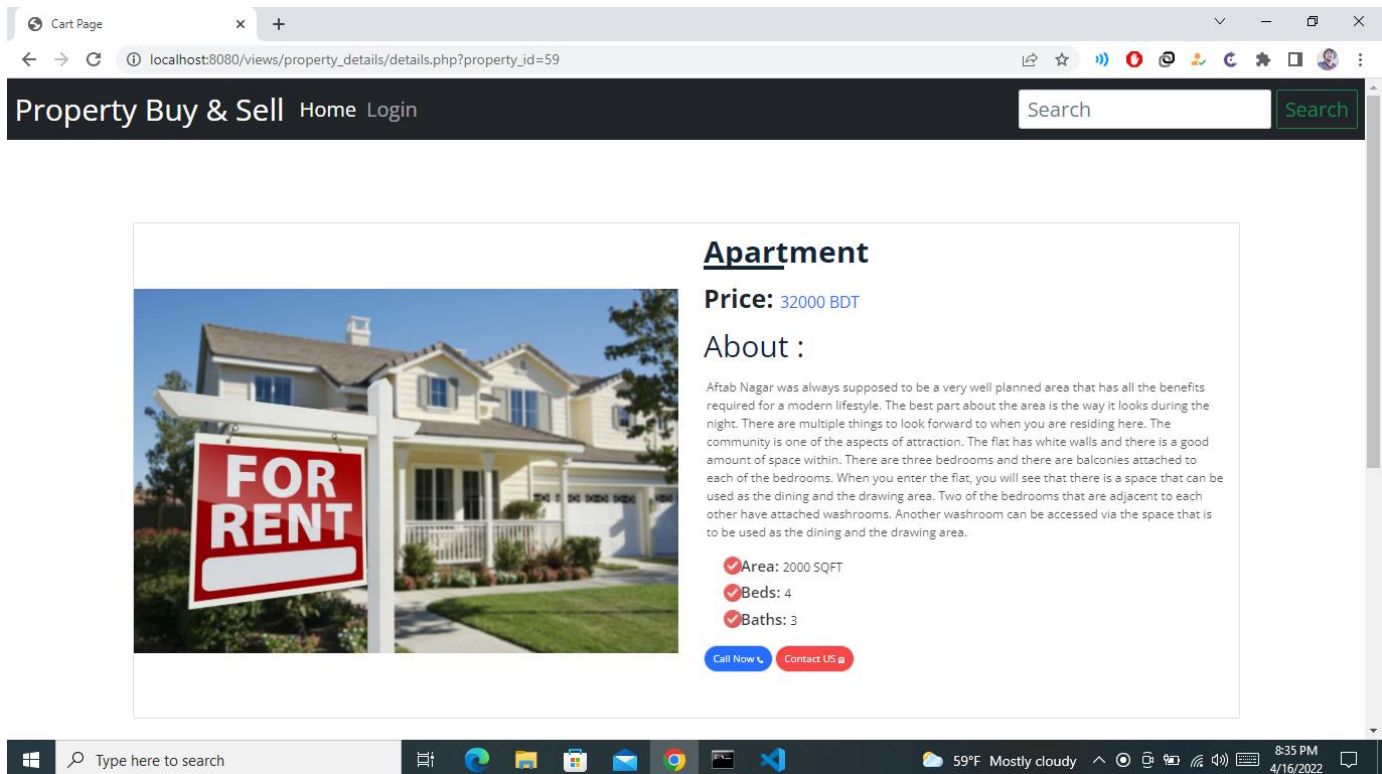 Cart Page
localhost:8080/views/property_details/details.php?property_id=59
Property Buy & Sell Home Login Search Search
Apartment
Price: 32000 BDT
About :
Aftab Nagar was always supposed to be a very well planned area that has all the benefits
required for a modern lifestyle. The best part about the area is the way it looks during the
night. There are multiple things to look forward to when you are residing here. The
community is one of the aspects of attraction. The flat has white walls and there is a good
amount of space within. There are three bedrooms and there are balconies attached to
each of the bedrooms. When you enter the flat, you will see that there is a space that can be
used as the dining and the drawing area. Two of the bedrooms that are adjacent to each
other have attached washrooms. Another washroom can be accessed via the space that is
to be used as the dining and the drawing area.
FOR
RENT
Area: 2000 SQFT
Beds: 4
Baths: 3
Call Now Contact US
Type here to search
59°F Mostly cloudy
8:35 PM
4/16/2022